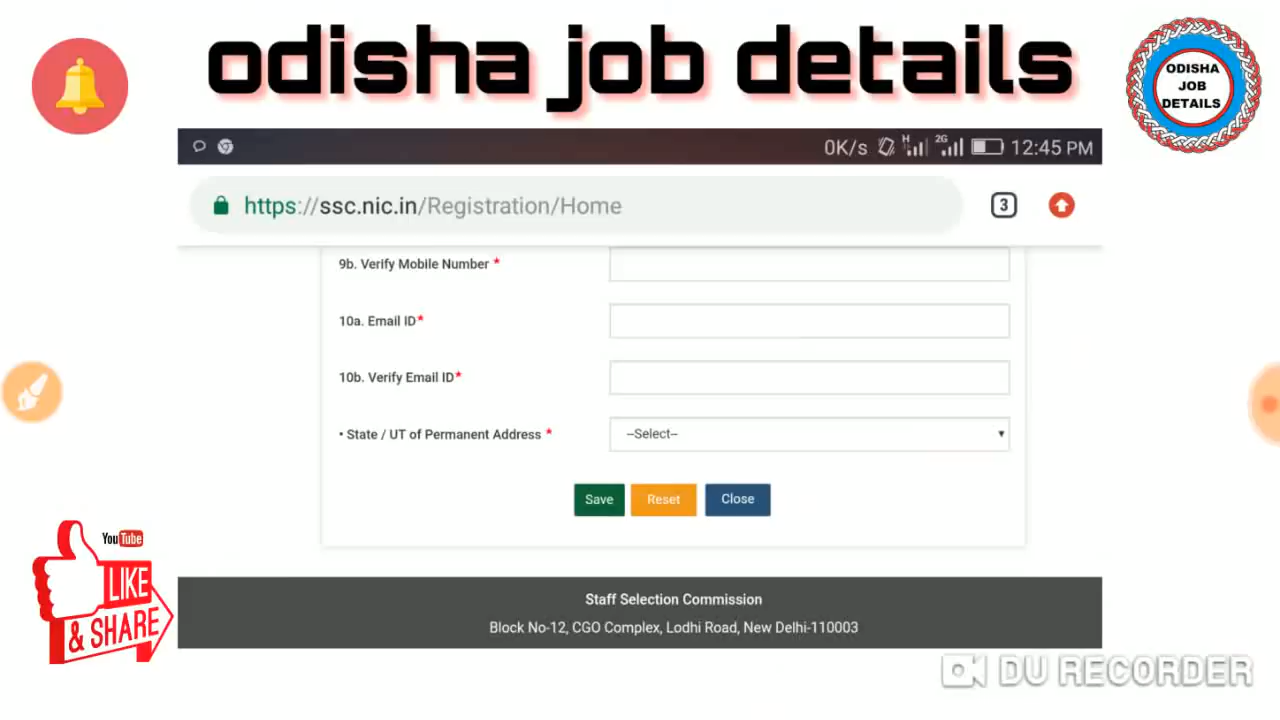 odisha job details
ODISHA
JOB
DETAILS
0K/s H 2G 12:45 PM
https://ssc.nic.in/Registration/Home
3
9b. Verify Mobile Number *
10a. Email ID*
10b. Verify Email ID*
• State / UT of Permanent Address *
--Select--
Save Reset Close
Staff Selection Commission
Block No-12, CGO Complex, Lodhi Road, New Delhi-110003
YouTube
LIKE
& SHARE
DU RECORDER